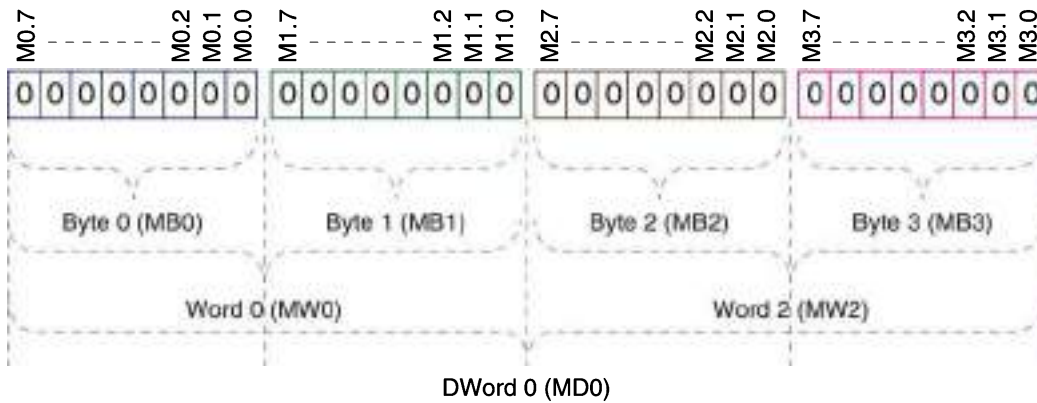 M0.7 M0.2 M0.1 M0.0 M1.7 M1.2 M1.1 M1.0 M2.7 M2.2 M2.1 M2.0 M3.7 M3.2 M3.1 M3.0
0 0 0 0 0 0 0 0 0 0 0 0 0 0 0 0 0 0 0 0 0 0 0 0 0 0 0 0 0 0 0 0
Byte 0 (MB0) Byte 1 (MB1) Byte 2 (MB2) Byte 3 (MB3)
Word 0 (MW0) Word 2 (MW2)
DWord 0 (MD0)